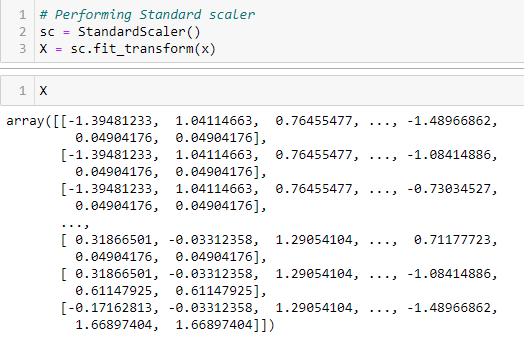 1 # Performing Standard scaler
2 sc = StandardScaler()
3 X = sc.fit_transform(x)
1 X
array([[-1.39481233,  1.04114663,  0.76455477, ..., -1.48966862,
         0.04904176,  0.04904176],
       [-1.39481233,  1.04114663,  0.76455477, ..., -1.08414886,
         0.04904176,  0.04904176],
       [-1.39481233,  1.04114663,  0.76455477, ..., -0.73034527,
         0.04904176,  0.04904176],
       ...,
       [ 0.31866501, -0.03312358,  1.29054104, ...,  0.71177723,
         0.04904176,  0.04904176],
       [ 0.31866501, -0.03312358,  1.29054104, ..., -1.08414886,
         0.61147925,  0.61147925],
       [-0.17162813, -0.03312358,  1.29054104, ..., -1.48966862,
         1.66897404,  1.66897404]])